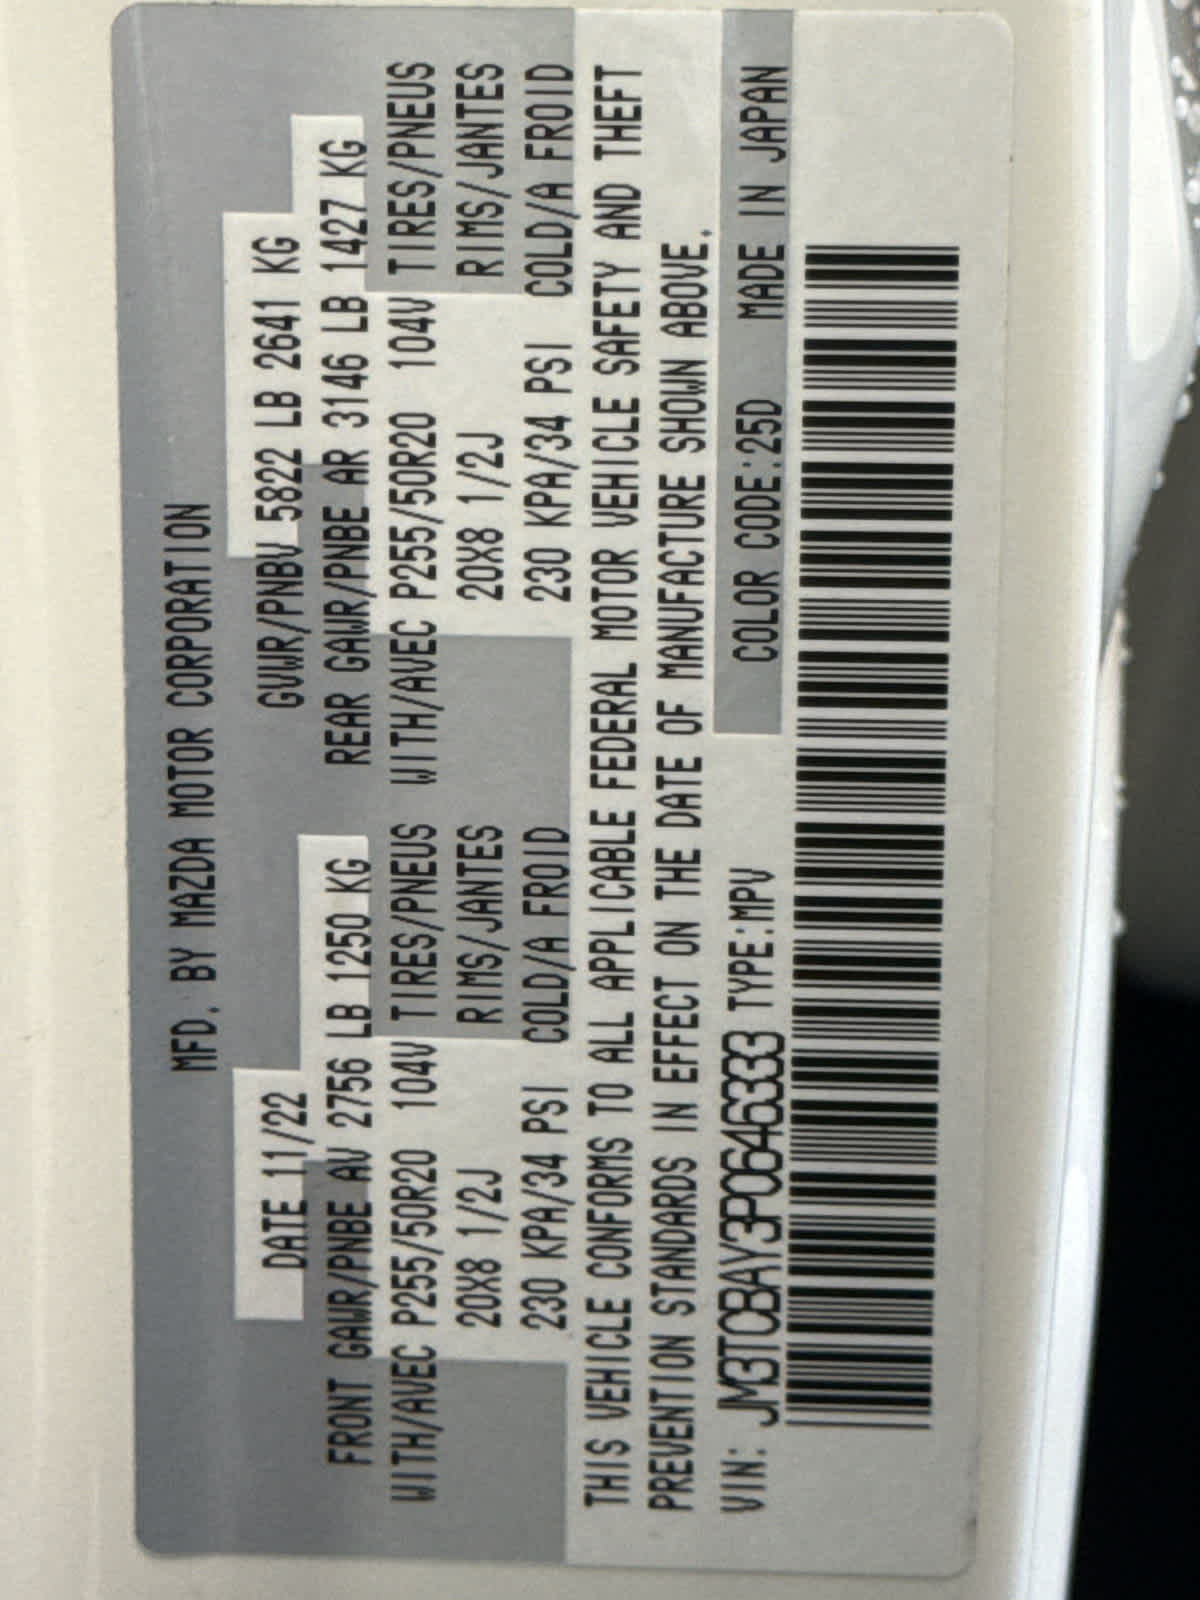 MFD. BY MAZDA MOTOR CORPORATION
DATE 11/22 GVWR/PNBV 5822 LB 2641 KG
FRONT GAWR/PNBE AV 2756 LB 1250 KG REAR GAWR/PNBE AR 3146 LB 1427 KG
WITH/AVEC P255/50R20 104V TIRES/PNEUS WITH/AVEC P255/50R20 104V TIRES/PNEUS
20X8 1/2J RIMS/JANTES 20X8 1/2J RIMS/JANTES
230 KPA/34 PSI COLD/A FROID 230 KPA/34 PSI COLD/A FROID
THIS VEHICLE CONFORMS TO ALL APPLICABLE FEDERAL MOTOR VEHICLE SAFETY AND THEFT
PREVENTION STANDARDS IN EFFECT ON THE DATE OF MANUFACTURE SHOWN ABOVE.
VIN: JM3TCBAY3P0646333 TYPE:MPV COLOR CODE:25D MADE IN JAPAN